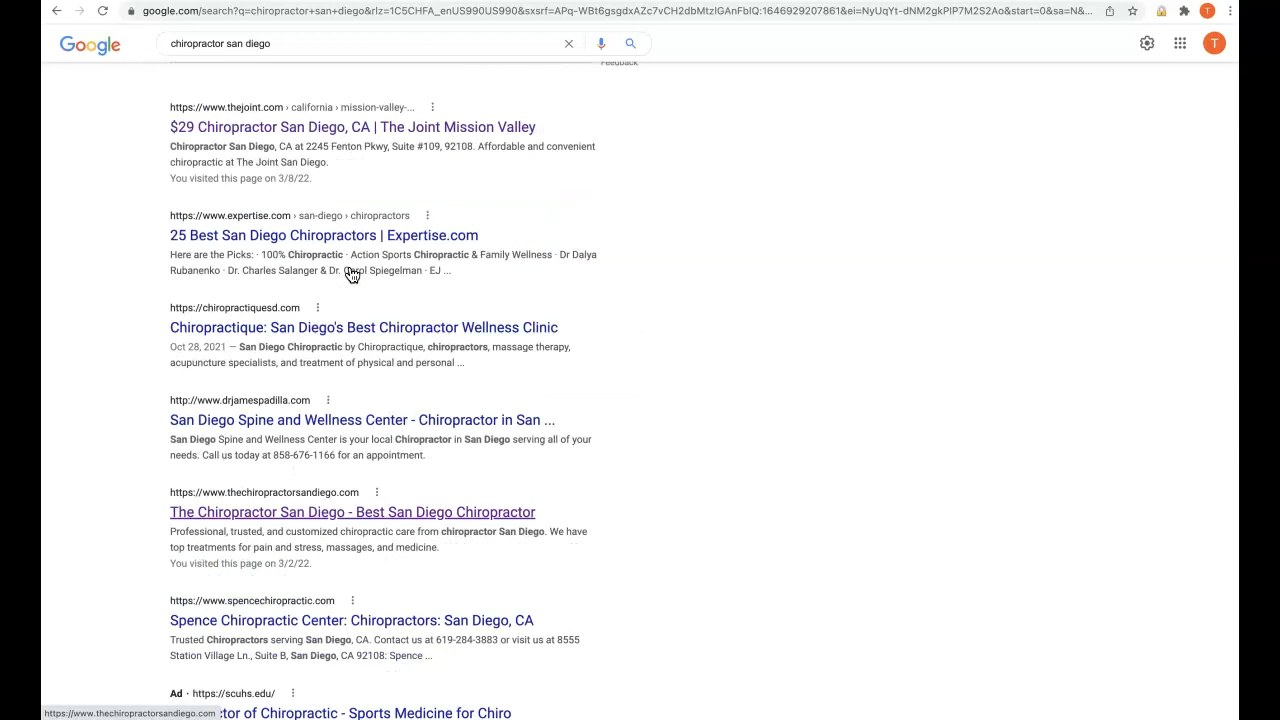 google.com/search?q=chiropractor+san+diego&rlz=1C5CHFA_enUS990US990&sxsrf=APq-WBt6gsgdxAZc7vCH2dbMtzlGAnFbIQ:1646929207861&ei=NyUqYt-dNM2gkPIP7M2S2Ao&start=0&sa=N&...
T
Google
chiropractor san diego
T
Feedback
https://www.thejoint.com › california › mission-valley-...
$29 Chiropractor San Diego, CA | The Joint Mission Valley
Chiropractor San Diego, CA at 2245 Fenton Pkwy, Suite #109, 92108. Affordable and convenient
chiropractic at The Joint San Diego.
You visited this page on 3/8/22.
https://www.expertise.com › san-diego › chiropractors
25 Best San Diego Chiropractors | Expertise.com
Here are the Picks: · 100% Chiropractic · Action Sports Chiropractic & Family Wellness · Dr Dalya
Rubanenko · Dr. Charles Salanger & Dr. Spiegelman · EJ ...
https://chiropractiquesd.com
Chiropractique: San Diego's Best Chiropractor Wellness Clinic
Oct 28, 2021 — San Diego Chiropractic by Chiropractique, chiropractors, massage therapy,
acupuncture specialists, and treatment of physical and personal ...
http://www.drjamespadilla.com
San Diego Spine and Wellness Center - Chiropractor in San ...
San Diego Spine and Wellness Center is your local Chiropractor in San Diego serving all of your
needs. Call us today at 858-676-1166 for an appointment.
https://www.thechiropractorsandiego.com
The Chiropractor San Diego - Best San Diego Chiropractor
Professional, trusted, and customized chiropractic care from chiropractor San Diego. We have
top treatments for pain and stress, massages, and medicine.
You visited this page on 3/2/22.
https://www.spencechiropractic.com
Spence Chiropractic Center: Chiropractors: San Diego, CA
Trusted Chiropractors serving San Diego, CA. Contact us at 619-284-3883 or visit us at 8555
Station Village Ln., Suite B, San Diego, CA 92108: Spence ...
Ad · https://scuhs.edu/
tor of Chiropractic - Sports Medicine for Chiro
https://www.thechiropractorsandiego.com